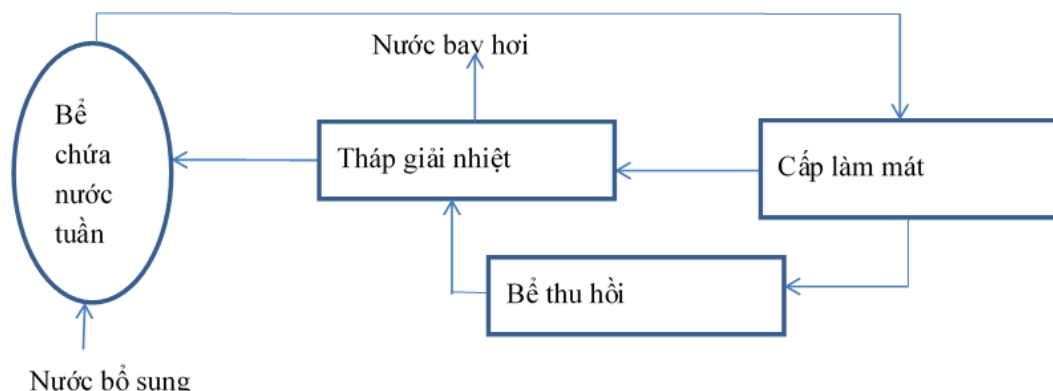 Nước bay hơi
Bể
chứa
nước
tuần
Tháp giải nhiệt
Cấp làm mát
Bể thu hồi
Nước bổ sung